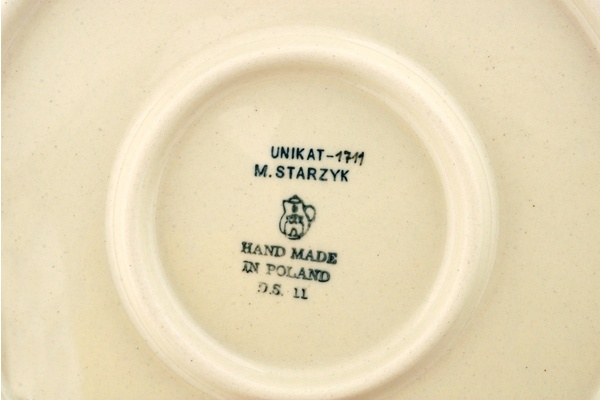 UNIKAT-1711
M. STARZYK
HAND MADE
IN POLAND
D.S. 11